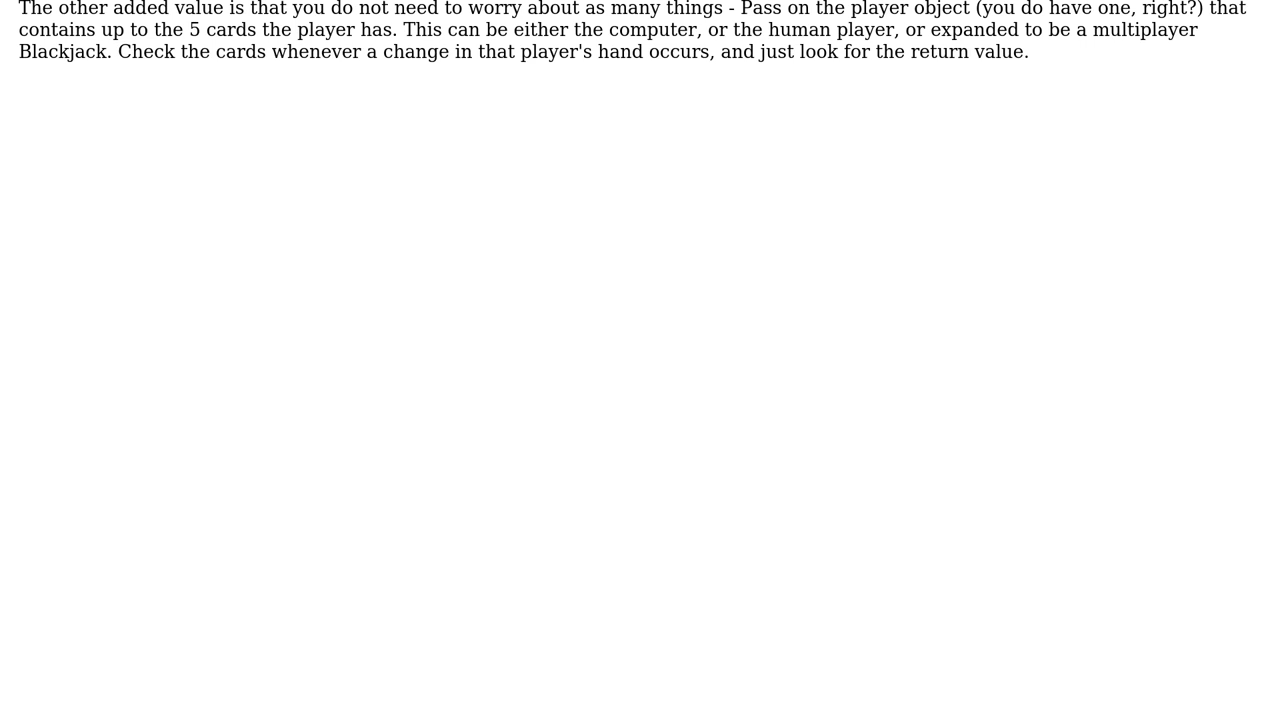 The other added value is that you do not need to worry about as many things - Pass on the player object (you do have one, right?) that
contains up to the 5 cards the player has. This can be either the computer, or the human player, or expanded to be a multiplayer
Blackjack. Check the cards whenever a change in that player's hand occurs, and just look for the return value.